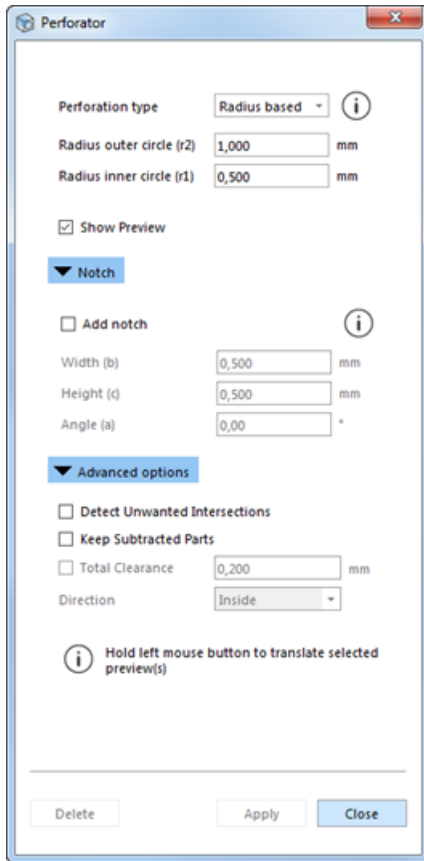 Perforator
Perforation type Radius based
Radius outer circle (r2) 1,000 mm
Radius inner circle (r1) 0,500 mm
Show Preview
Notch
Add notch
Width (b) 0,500 mm
Height (c) 0,500 mm
Angle (a) 0,00 °
Advanced options
Detect Unwanted Intersections
Keep Subtracted Parts
Total Clearance 0,200 mm
Direction Inside
Hold left mouse button to translate selected
preview(s)
Delete Apply Close